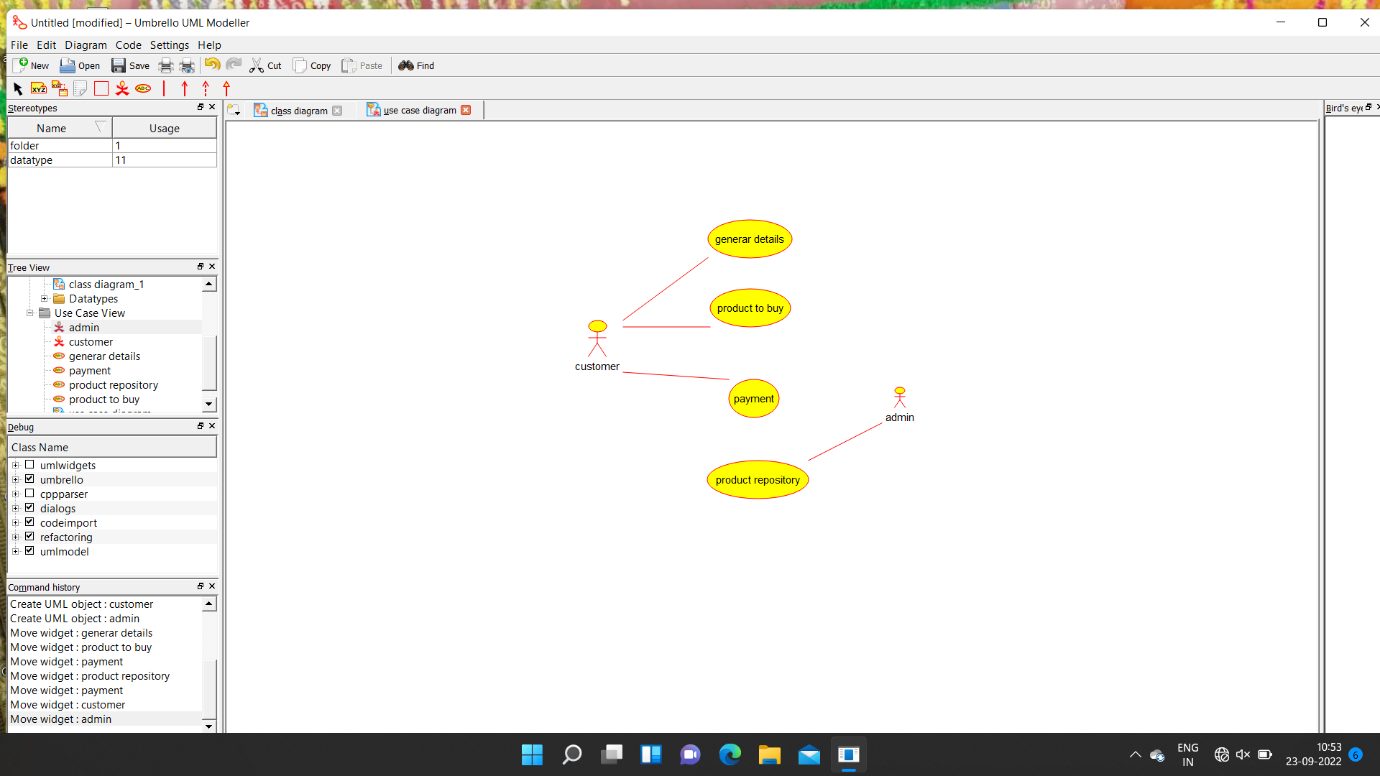 Untitled [modified] – Umbrello UML Modeller
File Edit Diagram Code Settings Help
New Open Save Cut Copy Paste Find
XYZ ABC
Stereotypes
Name Usage
folder 1
datatype 11
Tree View
class diagram_1
Datatypes
Use Case View
admin
customer
generar details
payment
product repository
product to buy
use case diagram
Debug
Class Name
umlwidgets
umbrello
cppparser
dialogs
codeimport
refactoring
umlmodel
Command history
Create UML object : customer
Create UML object : admin
Move widget : generar details
Move widget : product to buy
Move widget : payment
Move widget : product repository
Move widget : payment
Move widget : customer
Move widget : admin
class diagram use case diagram
generar details
product to buy
customer
payment
admin
product repository
Bird's eye
ENG
IN
10:53
23-09-2022
6